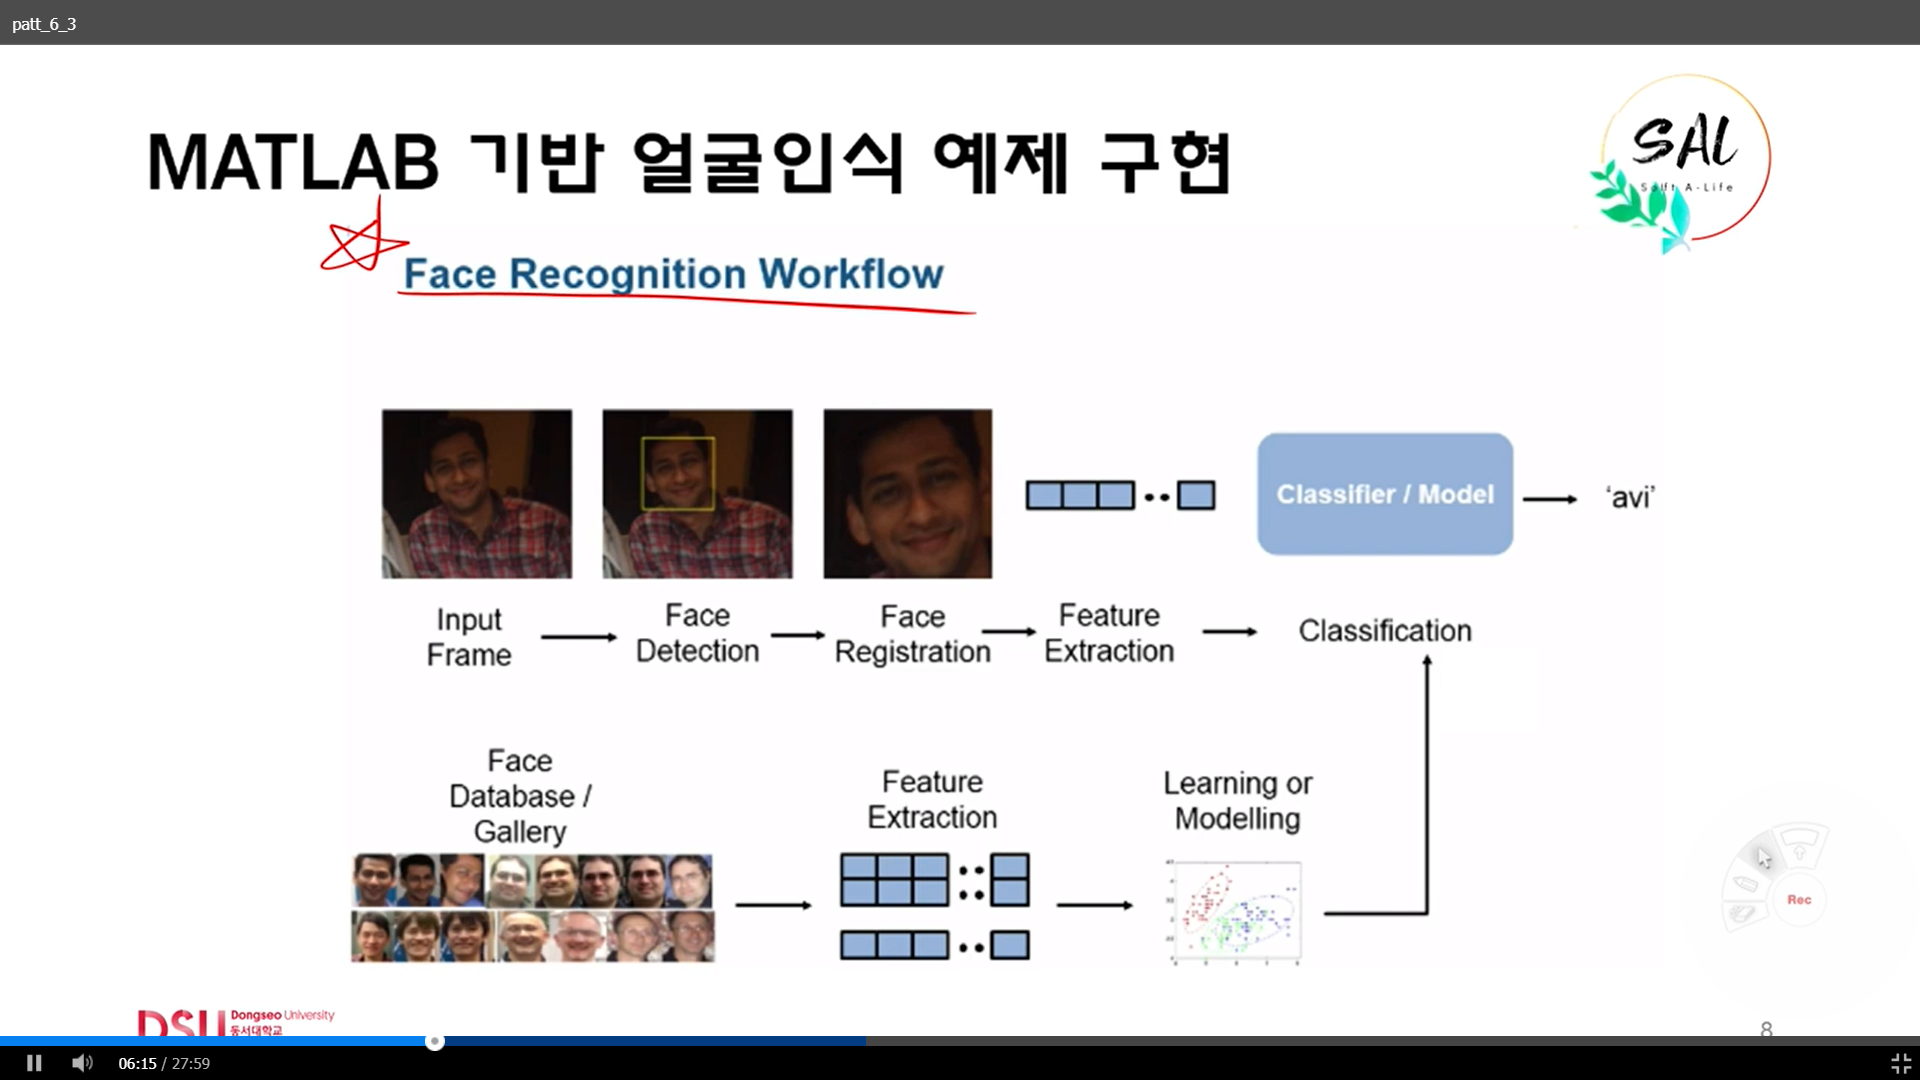 patt_6_3
MATLAB 기반 얼굴인식 예제 구현
SAL
Soft A-Life
Face Recognition Workflow
Classifier / Model
‘avi’
Input
Frame
Face
Detection
Face
Registration
Feature
Extraction
Classification
Face
Database /
Gallery
Feature
Extraction
Learning or
Modelling
Rec
DSU Dongseo University
동서대학교
8
06:15 / 27:59